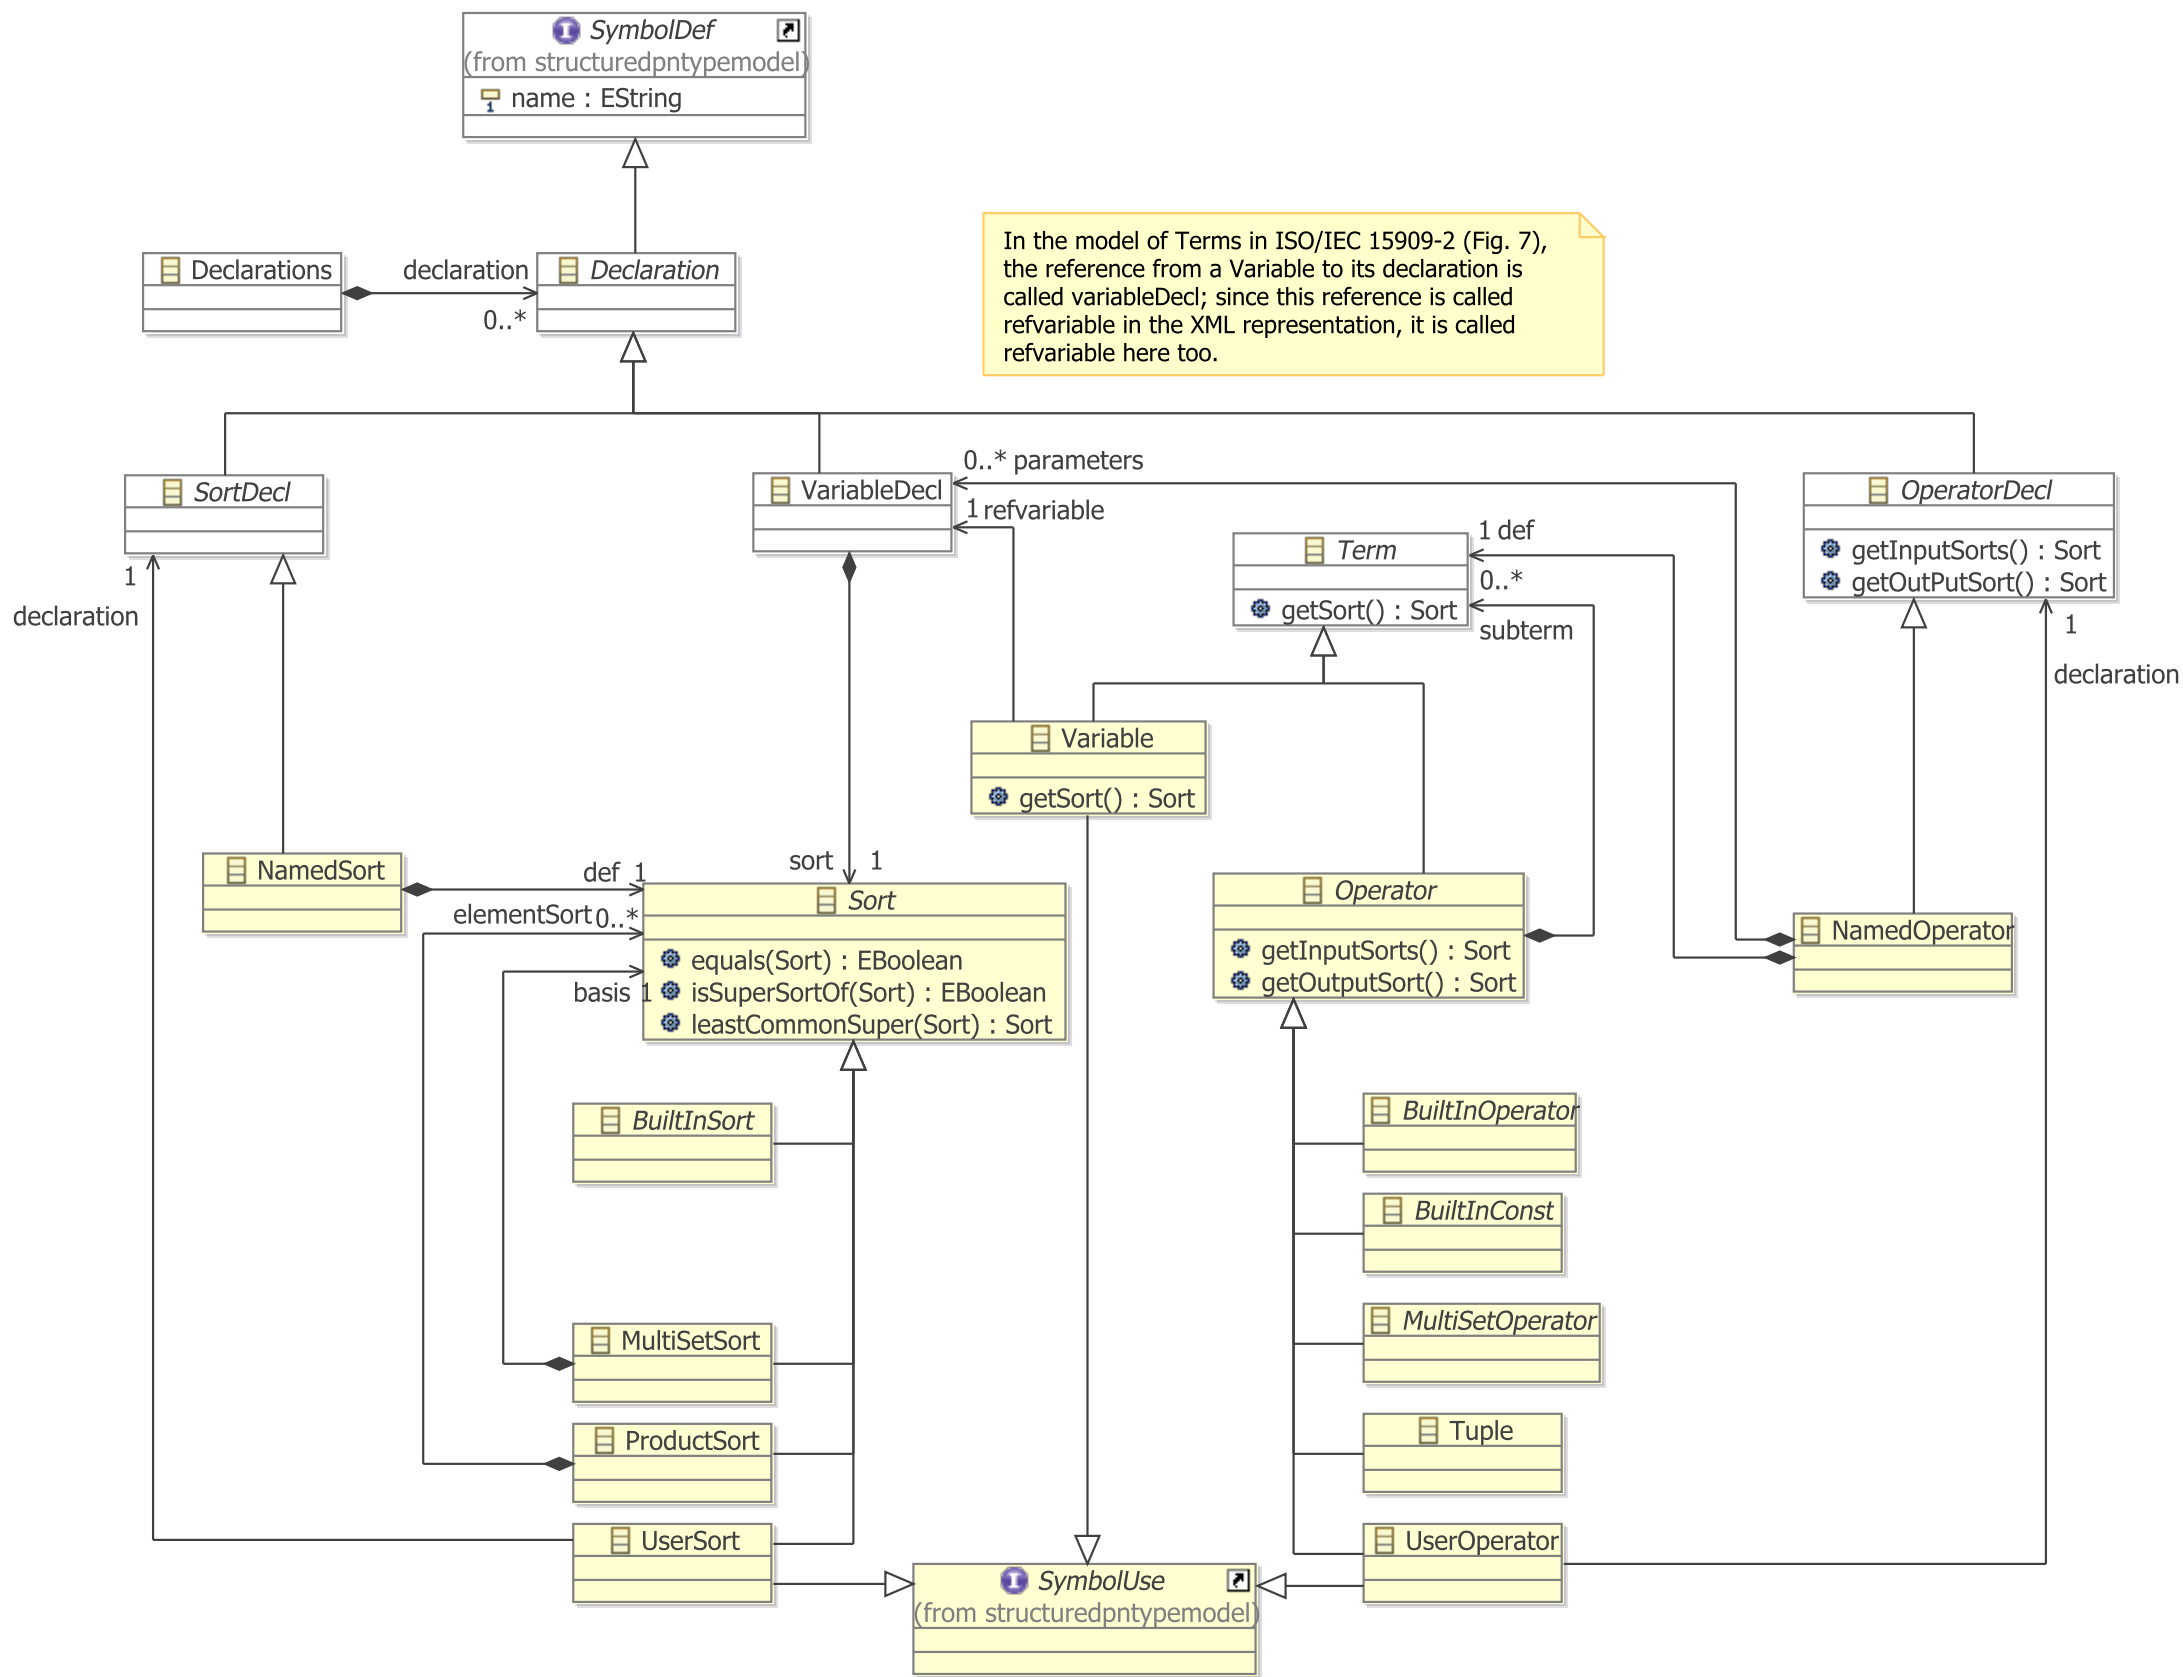 SymbolDef
(from structuredpntypemodel)
1 name : EString
Declarations
declaration
0..*
Declaration
In the model of Terms in ISO/IEC 15909-2 (Fig. 7),
the reference from a Variable to its declaration is
called variableDecl; since this reference is called
refvariable in the XML representation, it is called
refvariable here too.
SortDecl
VariableDecl
0..* parameters
1 refvariable
OperatorDecl
getInputSorts() : Sort
getOutPutSort() : Sort
Term
getSort() : Sort
1 def
0..*
subterm
1
declaration
1
declaration
Variable
getSort() : Sort
NamedSort
def 1
sort 1
elementSort 0..*
basis 1
Sort
equals(Sort) : EBoolean
isSuperSortOf(Sort) : EBoolean
leastCommonSuper(Sort) : Sort
Operator
getInputSorts() : Sort
getOutputSort() : Sort
NamedOperator
BuiltInSort
BuiltInOperator
BuiltInConst
MultiSetSort
MultiSetOperator
ProductSort
Tuple
UserSort
UserOperator
SymbolUse
(from structuredpntypemodel)